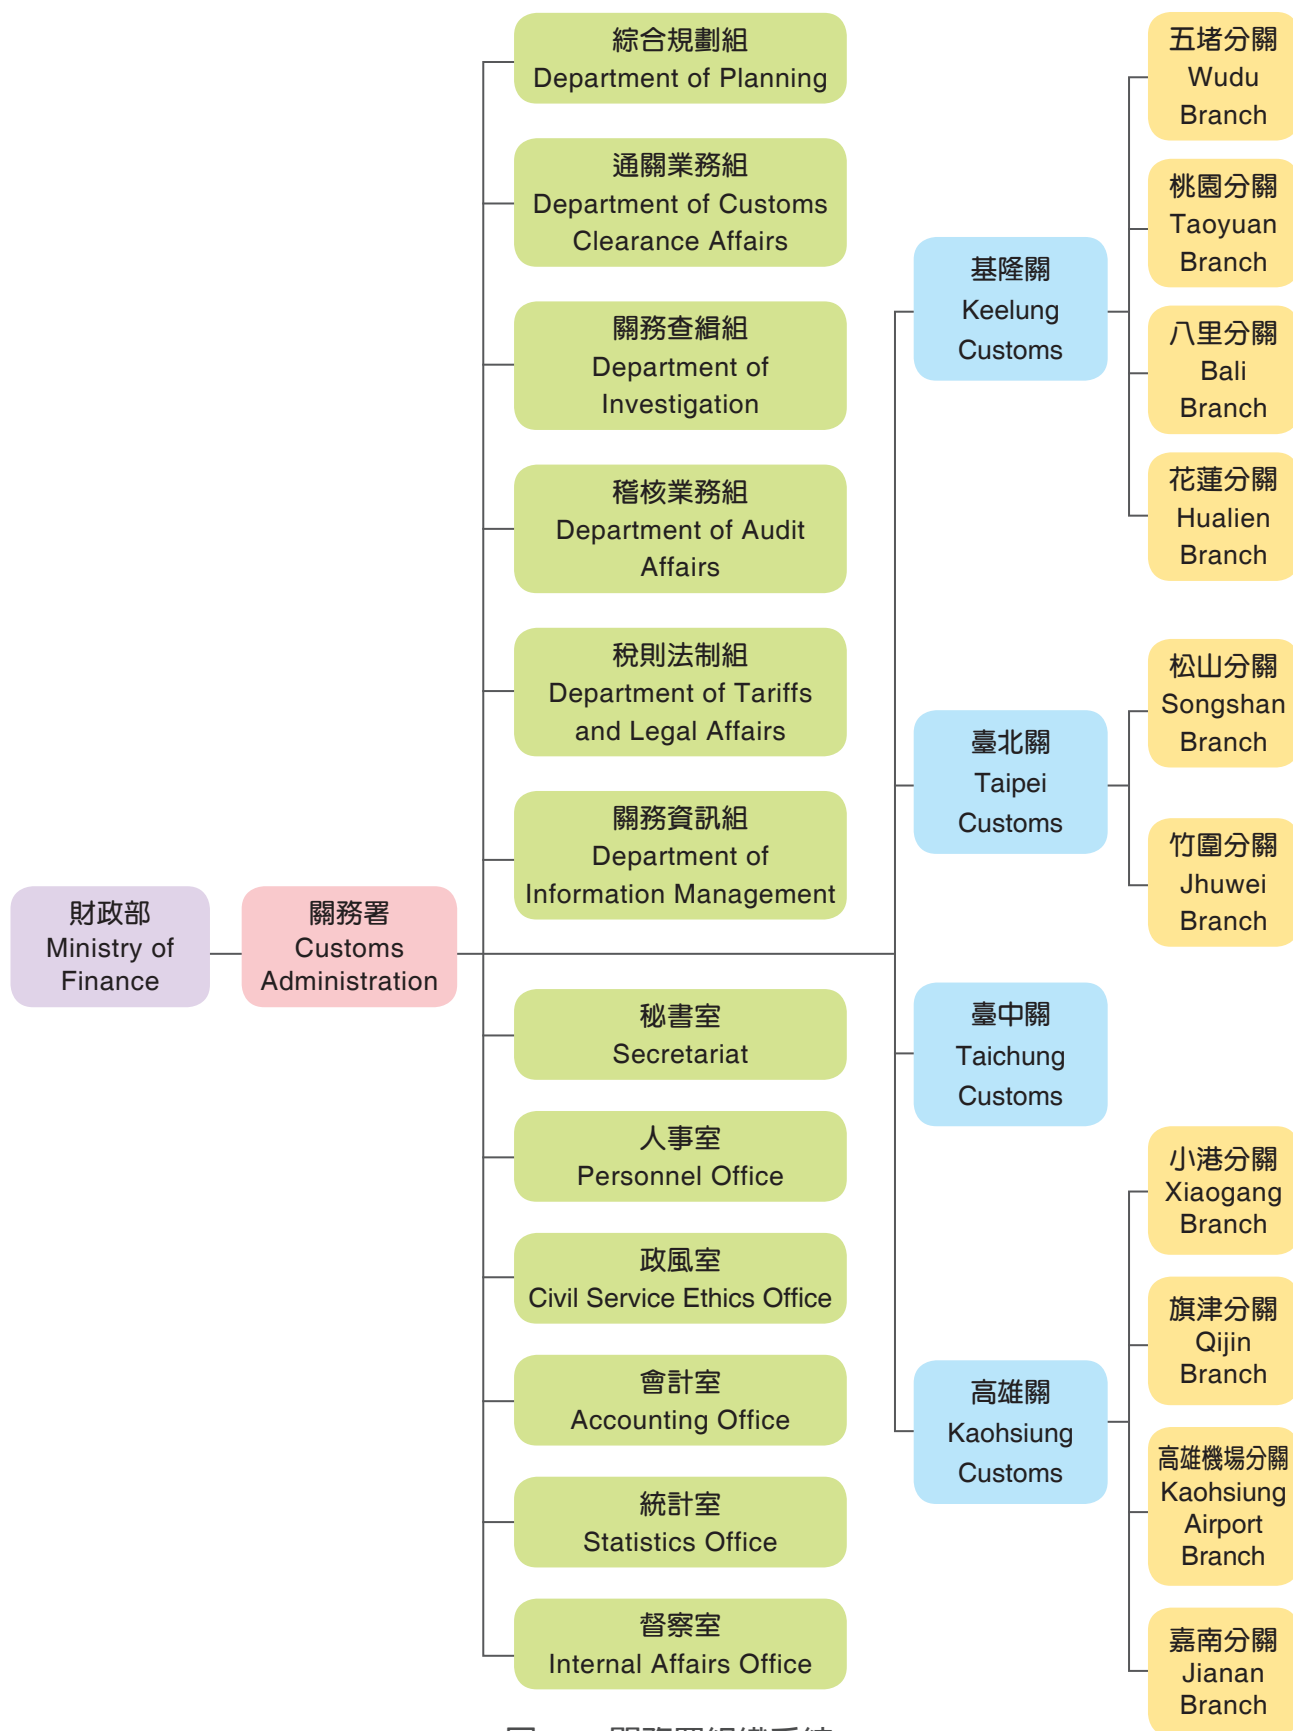 財政部
Ministry of
Finance
關務署
Customs
Administration
綜合規劃組
Department of Planning
通關業務組
Department of Customs
Clearance Affairs
關務查緝組
Department of
Investigation
稽核業務組
Department of Audit
Affairs
稅則法制組
Department of Tariffs
and Legal Affairs
關務資訊組
Department of
Information Management
秘書室
Secretariat
人事室
Personnel Office
政風室
Civil Service Ethics Office
會計室
Accounting Office
統計室
Statistics Office
督察室
Internal Affairs Office
基隆關
Keelung
Customs
臺北關
Taipei
Customs
臺中關
Taichung
Customs
高雄關
Kaohsiung
Customs
五堵分關
Wudu
Branch
桃園分關
Taoyuan
Branch
八里分關
Bali
Branch
花蓮分關
Hualien
Branch
松山分關
Songshan
Branch
竹圍分關
Jhuwei
Branch
小港分關
Xiaogang
Branch
旗津分關
Qijin
Branch
高雄機場分關
Kaohsiung
Airport
Branch
嘉南分關
Jianan
Branch